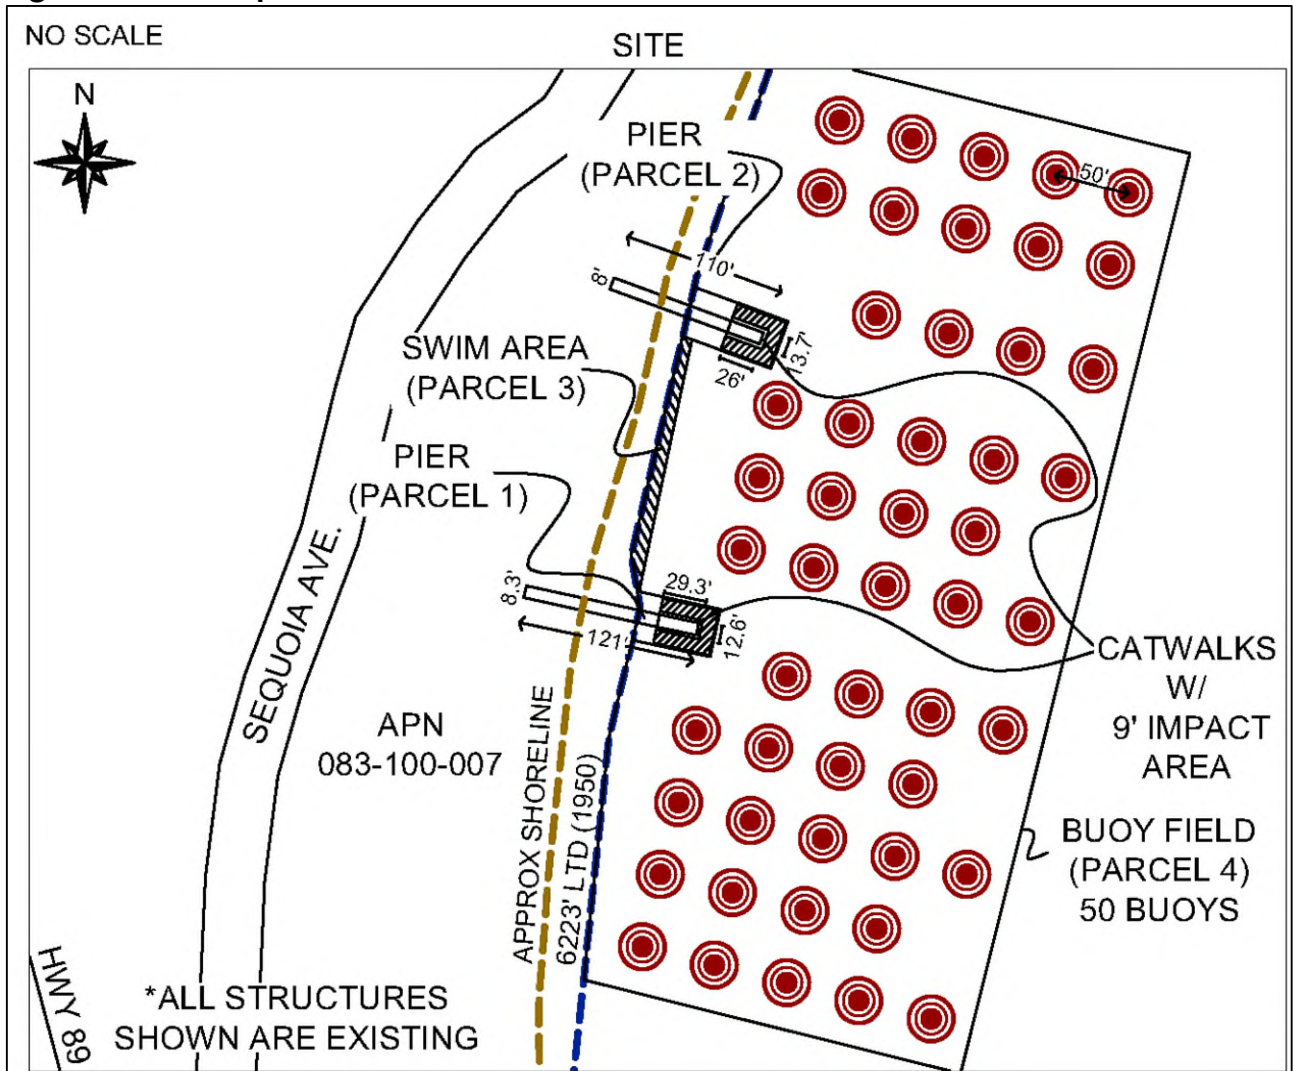 NO SCALE
SITE
N
PIER
(PARCEL 2)
50'
110'
8'
SWIM AREA
(PARCEL 3)
13.7'
26'
PIER
(PARCEL 1)
SEQUOIA AVE.
29.3'
8.3'
12.6'
121'
CATWALKS
W/
9' IMPACT
AREA
APN
083-100-007
APPROX SHORELINE
6223' LTD (1950)
BUOY FIELD
(PARCEL 4)
50 BUOYS
HWY 89
*ALL STRUCTURES
SHOWN ARE EXISTING